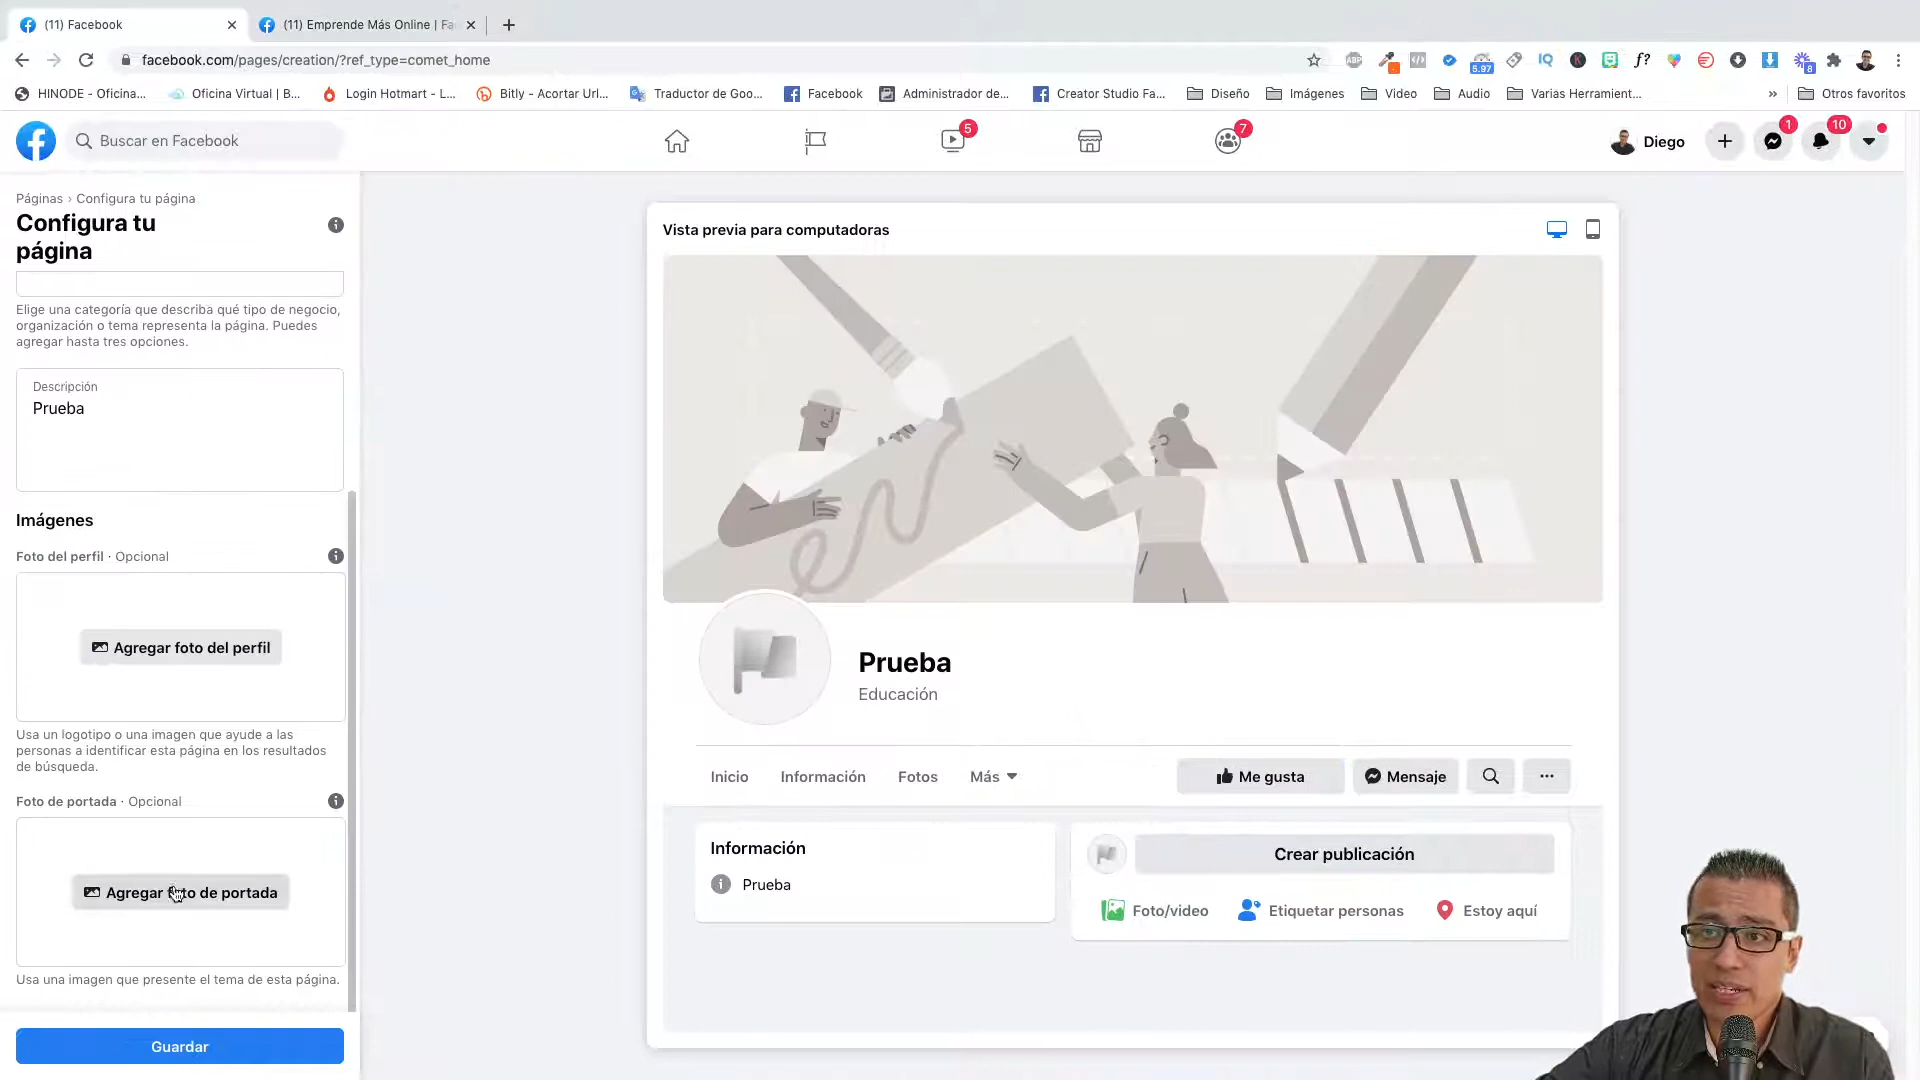 (11) Facebook
(11) Emprende Más Online | Fa
facebook.com/pages/creation/?ref_type=comet_home
ABP
5.97
IQ
K
f?
8
HINODE - Oficina...
Oficina Virtual | B...
Login Hotmart - L...
Bitly - Acortar Url...
Traductor de Goo...
Facebook
Administrador de...
Creator Studio Fa...
Diseño
Imágenes
Video
Audio
Varias Herramient...
»
Otros favoritos
Buscar en Facebook
5
7
Diego
1
10
Páginas › Configura tu página
Configura tu
página
Elige una categoría que describa qué tipo de negocio,
organización o tema representa la página. Puedes
agregar hasta tres opciones.
Descripción
Prueba
Imágenes
Foto del perfil · Opcional
Agregar foto del perfil
Usa un logotipo o una imagen que ayude a las
personas a identificar esta página en los resultados
de búsqueda.
Foto de portada · Opcional
Agregar foto de portada
Usa una imagen que presente el tema de esta página.
Guardar
Vista previa para computadoras
Prueba
Educación
Inicio
Información
Fotos
Más
Me gusta
Mensaje
Información
Prueba
Crear publicación
Foto/video
Etiquetar personas
Estoy aquí